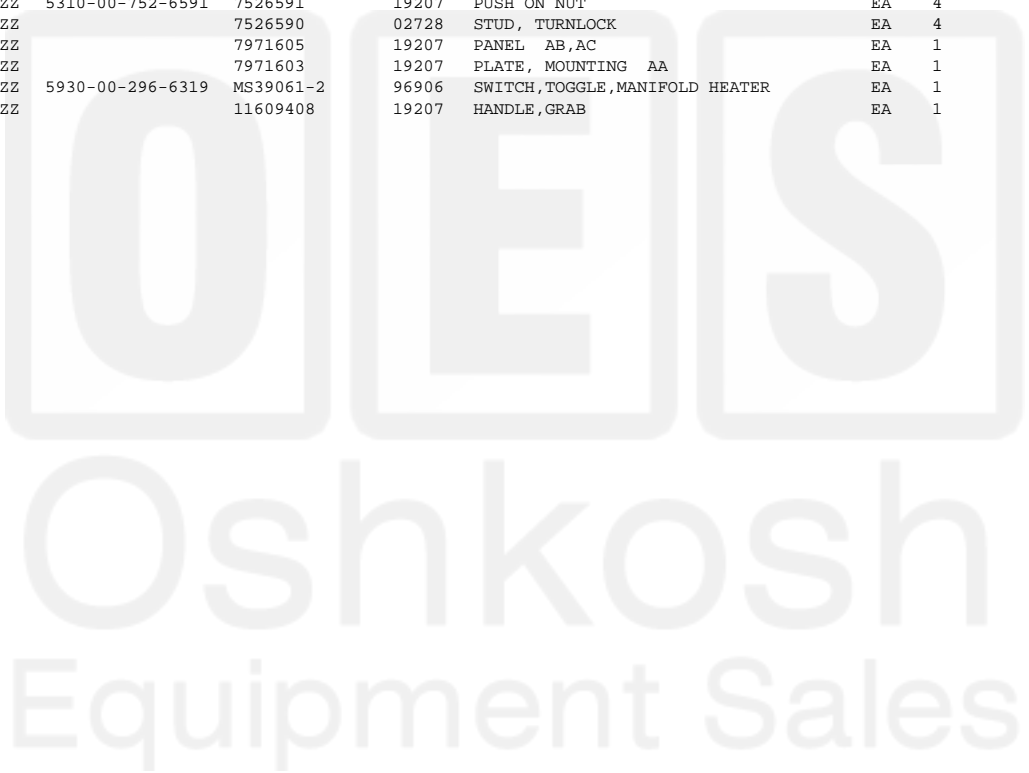 ZZ 5310-00-752-6591 7526591 19207 PUSH ON NUT EA 4
ZZ 7526590 02728 STUD, TURNLOCK EA 4
ZZ 7971605 19207 PANEL AB,AC EA 1
ZZ 7971603 19207 PLATE, MOUNTING AA EA 1
ZZ 5930-00-296-6319 MS39061-2 96906 SWITCH,TOGGLE,MANIFOLD HEATER EA 1
ZZ 11609408 19207 HANDLE,GRAB EA 1
OES
Oshkosh
Equipment Sales